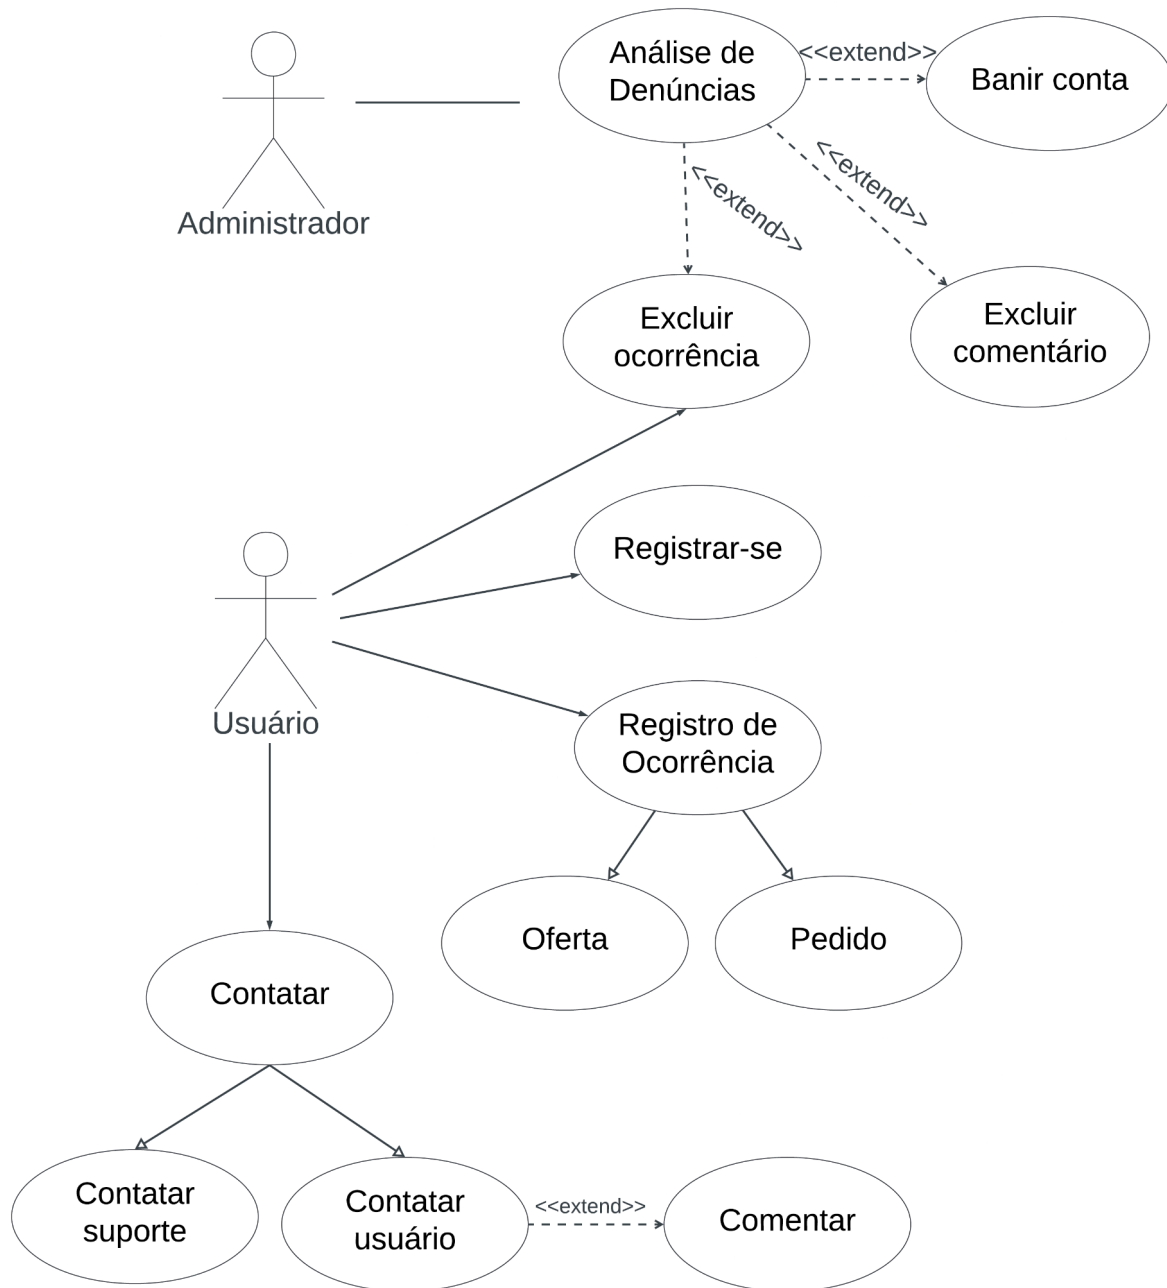 Análise de
Denúncias
<<extend>>
Banir conta
Administrador
<<extend>>
<<extend>>
Excluir
ocorrência
Excluir
comentário
Registrar-se
Usuário
Registro de
Ocorrência
Oferta
Pedido
Contatar
Contatar
suporte
Contatar
usuário
<<extend>>
Comentar